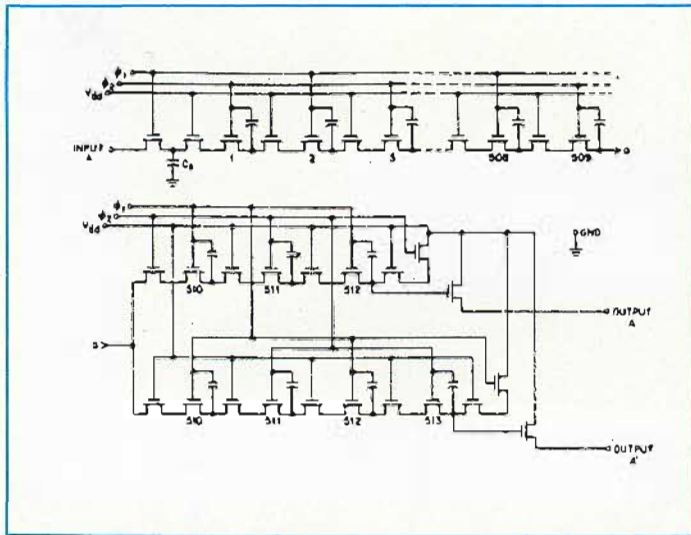 ϕ1
ϕ2
Vdd
INPUT
A
CB
1
2
3
508
509
ϕ1
ϕ2
Vdd
GND
510
511
512
OUTPUT
A
510
511
512
513
OUTPUT
A'